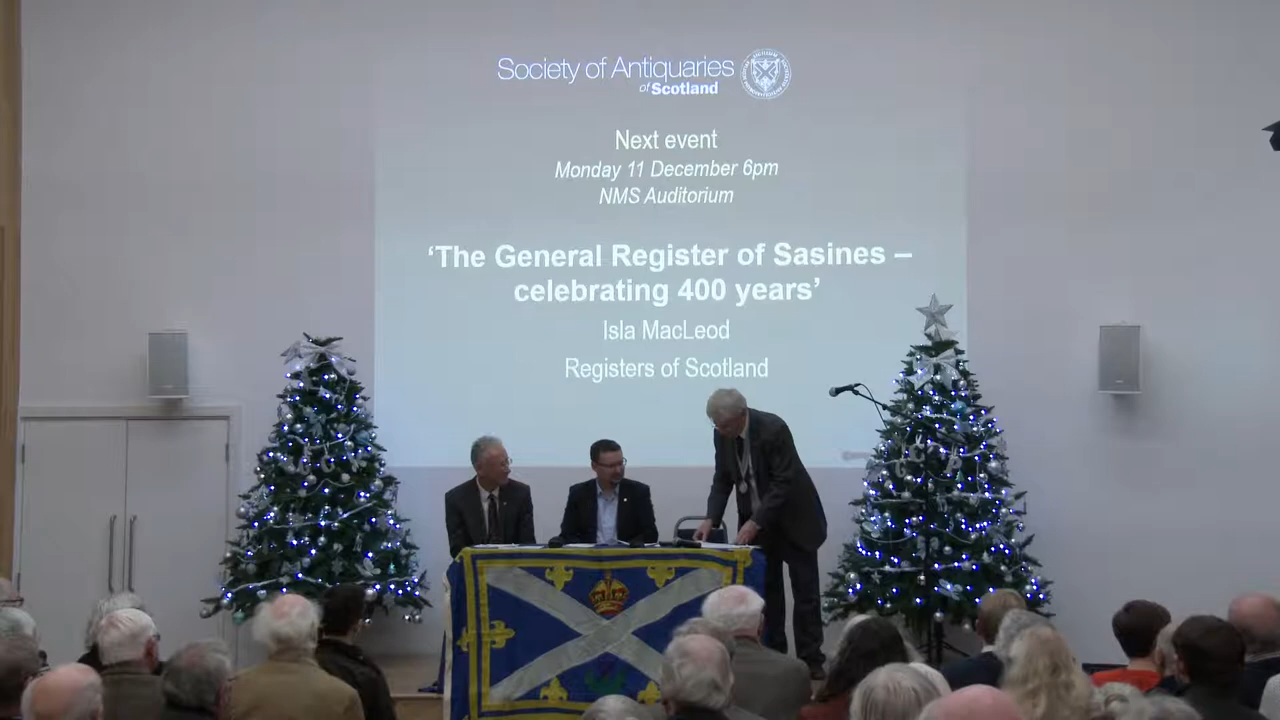 Society of Antiquaries
of Scotland
Next event
Monday 11 December 6pm
NMS Auditorium
‘The General Register of Sasines –
celebrating 400 years’
Isla MacLeod
Registers of Scotland